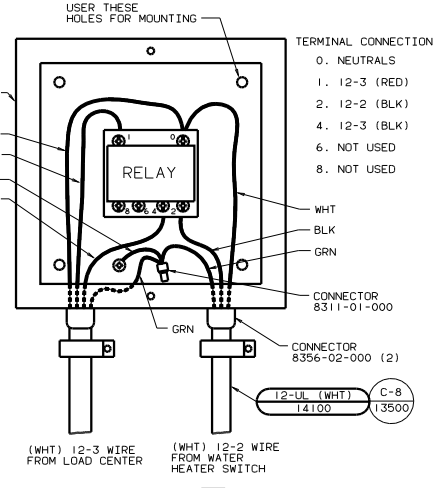 USER THESE
HOLES FOR MOUNTING
TERMINAL CONNECTION
0. NEUTRALS
1. 12-3 (RED)
2. 12-2 (BLK)
4. 12-3 (BLK)
6. NOT USED
8. NOT USED
1 0
RELAY
8 6 4 2
WHT
BLK
GRN
CONNECTOR
8311-01-000
GRN
CONNECTOR
8356-02-000 (2)
12-UL (WHT)
14100
C-8
13500
(WHT) 12-3 WIRE
FROM LOAD CENTER
(WHT) 12-2 WIRE
FROM WATER
HEATER SWITCH